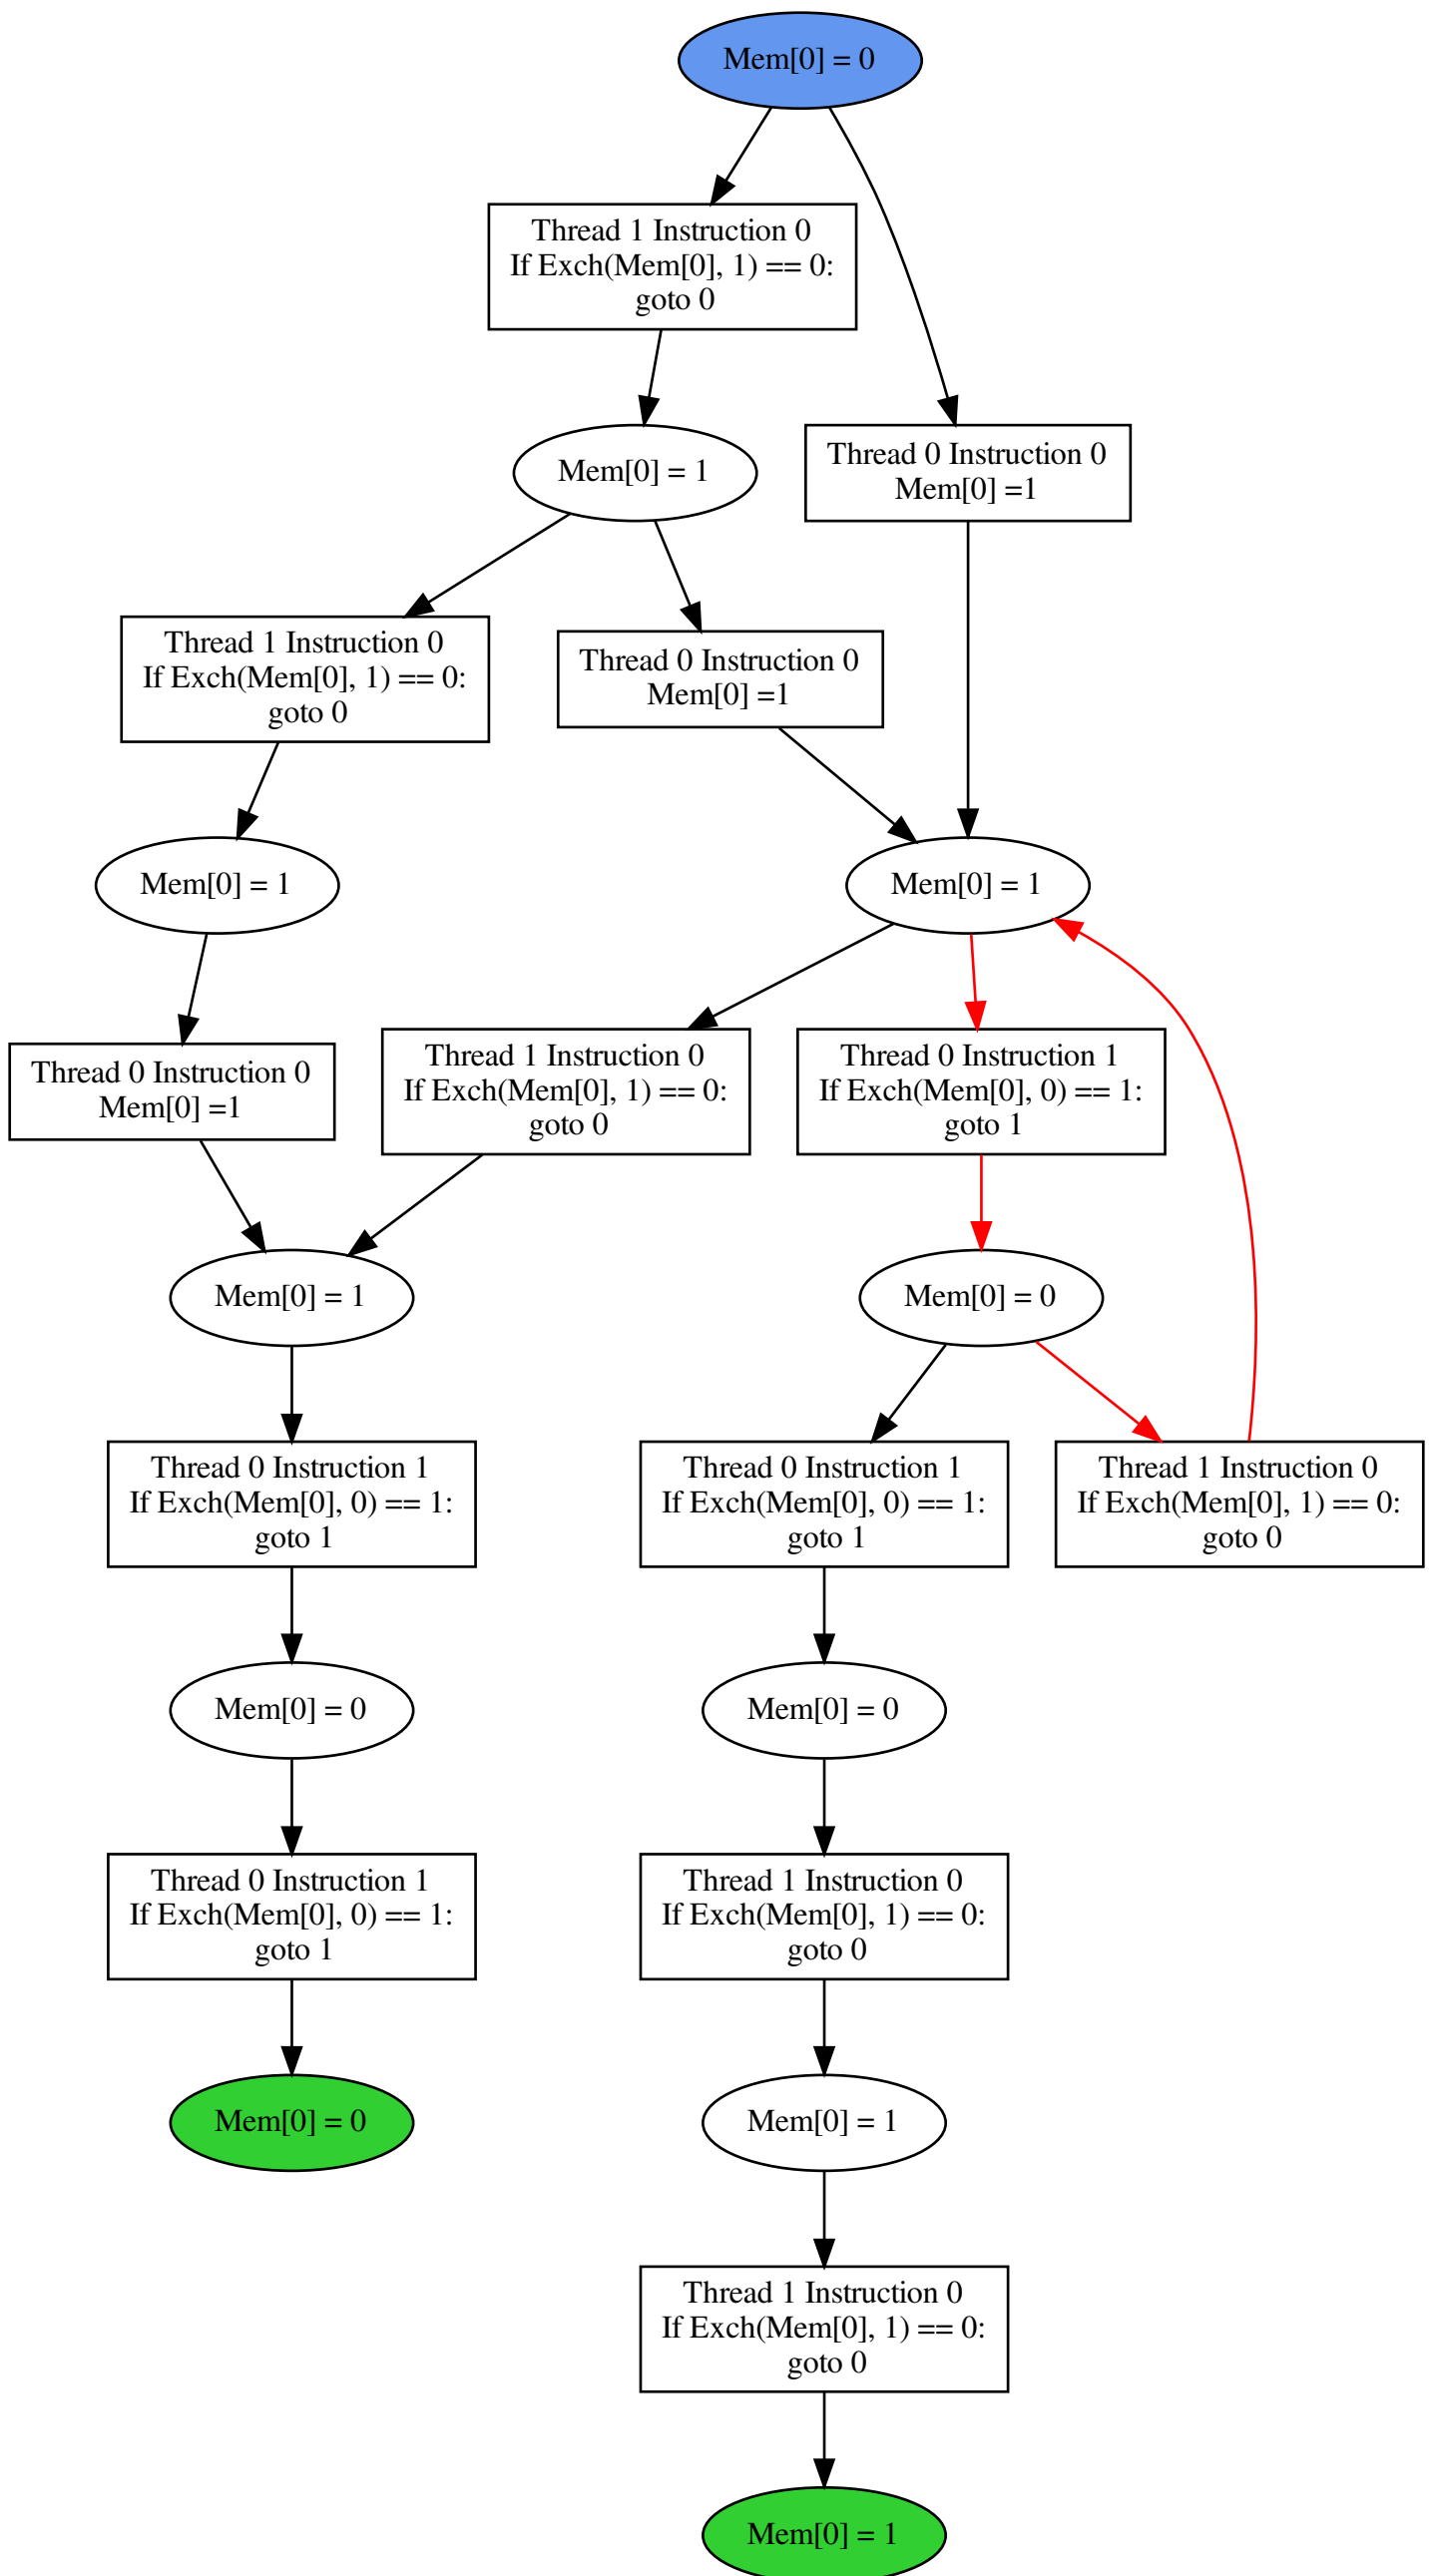 Mem[0] = 0
Thread 1 Instruction 0
If Exch(Mem[0], 1) == 0:
goto 0
Mem[0] = 1
Thread 0 Instruction 0
Mem[0] =1
Thread 1 Instruction 0
If Exch(Mem[0], 1) == 0:
goto 0
Thread 0 Instruction 0
Mem[0] =1
Mem[0] = 1
Mem[0] = 1
Thread 0 Instruction 0
Mem[0] =1
Thread 1 Instruction 0
If Exch(Mem[0], 1) == 0:
goto 0
Thread 0 Instruction 1
If Exch(Mem[0], 0) == 1:
goto 1
Mem[0] = 1
Mem[0] = 0
Thread 0 Instruction 1
If Exch(Mem[0], 0) == 1:
goto 1
Thread 0 Instruction 1
If Exch(Mem[0], 0) == 1:
goto 1
Thread 1 Instruction 0
If Exch(Mem[0], 1) == 0:
goto 0
Mem[0] = 0
Mem[0] = 0
Thread 0 Instruction 1
If Exch(Mem[0], 0) == 1:
goto 1
Thread 1 Instruction 0
If Exch(Mem[0], 1) == 0:
goto 0
Mem[0] = 0
Mem[0] = 1
Thread 1 Instruction 0
If Exch(Mem[0], 1) == 0:
goto 0
Mem[0] = 1